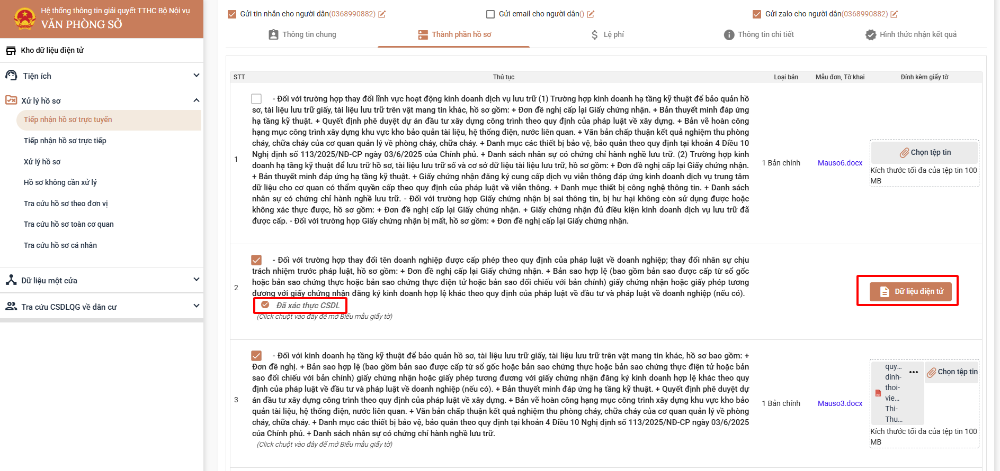 Hệ thống thông tin giải quyết TTHC Bộ Nội vụ
VĂN PHÒNG SỞ
Kho dữ liệu điện tử
Tiện ích
Xử lý hồ sơ
Tiếp nhận hồ sơ trực tuyến
Tiếp nhận hồ sơ trực tiếp
Xử lý hồ sơ
Hồ sơ không cần xử lý
Tra cứu hồ sơ theo đơn vị
Tra cứu hồ sơ toàn cơ quan
Tra cứu hồ sơ cá nhân
Dữ liệu một cửa
Tra cứu CSDLQG về dân cư
Gửi tin nhắn cho người dân(0368990882)
Gửi email cho người dân()
Gửi zalo cho người dân(0368990882)
Thông tin chung
Thành phần hồ sơ
Lệ phí
Thông tin chi tiết
Hình thức nhận kết quả
STT
Thủ tục
Loại bản
Mẫu đơn, Tờ khai
Đính kèm giấy tờ
1
- Đối với trường hợp thay đổi lĩnh vực hoạt động kinh doanh dịch vụ lưu trữ (1) Trường hợp kinh doanh hạ tầng kỹ thuật để bảo quản hồ
sơ, tài liệu lưu trữ giấy, tài liệu lưu trữ trên vật mang tin khác, hồ sơ gồm: + Đơn đề nghị cấp lại Giấy chứng nhận. + Bản thuyết minh đáp ứng
hạ tầng kỹ thuật. + Quyết định phê duyệt dự án đầu tư xây dựng công trình theo quy định của pháp luật về xây dựng. + Bản vẽ hoàn công
hạng mục công trình xây dựng khu vực kho bảo quản tài liệu, hệ thống điện, nước liên quan. + Văn bản chấp thuận kết quả nghiệm thu phòng
cháy, chữa cháy của cơ quan quản lý về phòng cháy, chữa cháy. + Danh mục các thiết bị bảo vệ, bảo quản theo quy định tại khoản 4 Điều 10
Nghị định số 113/2025/NĐ-CP ngày 03/6/2025 của Chính phủ. + Danh sách nhân sự có chứng chỉ hành nghề lưu trữ. (2) Trường hợp kinh
doanh hạ tầng kỹ thuật để lưu trữ hồ sơ, tài liệu lưu trữ số và cơ sở dữ liệu tài liệu lưu trữ, hồ sơ gồm: + Đơn đề nghị cấp lại Giấy chứng nhận.
+ Bản thuyết minh đáp ứng hạ tầng kỹ thuật. + Giấy chứng nhận đăng ký cung cấp dịch vụ viễn thông đáp ứng kinh doanh dịch vụ trung tâm
dữ liệu cho cơ quan có thẩm quyền cấp theo quy định của pháp luật về viễn thông. + Danh mục thiết bị công nghệ thông tin. + Danh sách
nhân sự có chứng chỉ hành nghề lưu trữ. - Đối với trường hợp Giấy chứng nhận bị sai thông tin, bị hư hại không còn sử dụng được hoặc
không xác thực được, hồ sơ gồm: + Đơn đề nghị cấp lại Giấy chứng nhận. + Giấy chứng nhận đủ điều kiện kinh doanh dịch vụ lưu trữ đã
được cấp. - Đối với trường hợp Giấy chứng nhận bị mất, hồ sơ gồm: + Đơn đề nghị cấp lại Giấy chứng nhận.
1 Bản chính
Mauso6.docx
Chọn tệp tin
Kích thước tối đa của tệp tin 100
MB
2
- Đối với trường hợp thay đổi tên doanh nghiệp được cấp phép theo quy định của pháp luật về doanh nghiệp; thay đổi nhân sự chịu
trách nhiệm trước pháp luật, hồ sơ gồm: + Đơn đề nghị cấp lại Giấy chứng nhận. + Bản sao hợp lệ (bao gồm bản sao được cấp từ sổ gốc
hoặc bản sao chứng thực hoặc bản sao chứng thực điện tử hoặc bản sao đối chiếu với bản chính) giấy chứng nhận hoặc giấy phép tương
đương với giấy chứng nhận đăng ký kinh doanh hợp lệ khác theo quy định của pháp luật về đầu tư và pháp luật về doanh nghiệp (nếu có).
Đã xác thực CSDL
(Click chuột vào đây để mở Biểu mẫu giấy tờ)
Dữ liệu điện tử
3
- Đối với kinh doanh hạ tầng kỹ thuật để bảo quản hồ sơ, tài liệu lưu trữ giấy, tài liệu lưu trữ trên vật mang tin khác, hồ sơ bao gồm: +
Đơn đề nghị. + Bản sao hợp lệ (bao gồm bản sao được cấp từ sổ gốc hoặc bản sao chứng thực hoặc bản sao chứng thực điện tử hoặc bản
sao đối chiếu với bản chính) giấy chứng nhận hoặc giấy phép tương đương với giấy chứng nhận đăng ký kinh doanh hợp lệ khác theo quy
định của pháp luật về đầu tư và pháp luật về doanh nghiệp (nếu có). + Bản thuyết minh đáp ứng hạ tầng kỹ thuật. + Quyết định phê duyệt dự
án đầu tư xây dựng công trình theo quy định của pháp luật về xây dựng. + Bản vẽ hoàn công hạng mục công trình xây dựng khu vực kho bảo
quản tài liệu, hệ thống điện, nước liên quan. + Văn bản chấp thuận kết quả nghiệm thu phòng cháy, chữa cháy của cơ quan quản lý về phòng
cháy, chữa cháy. + Danh mục các thiết bị bảo vệ, bảo quản theo quy định tại khoản 4 Điều 10 Nghị định số 113/2025/NĐ-CP ngày 03/6/2025
của Chính phủ. + Danh sách nhân sự có chứng chỉ hành nghề lưu trữ.
(Click chuột vào đây để mở Biểu mẫu giấy tờ)
1 Bản chính
Mauso3.docx
quy...
dinh-
thoi-
vie...
Thi-
Thu...
Chọn tệp tin
Kích thước tối đa của tệp tin 100
MB